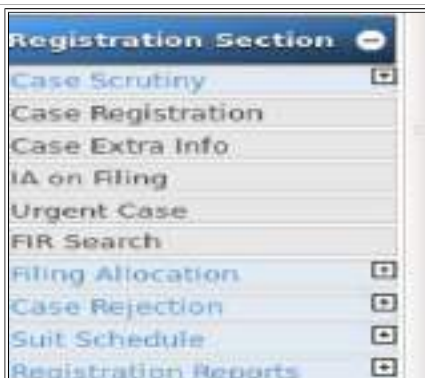 Registration Section
Case Scrutiny
Case Registration
Case Extra Info
IA on Filing
Urgent Case
FIR Search
Filing Allocation
Case Rejection
Suit Schedule
Registration Reports